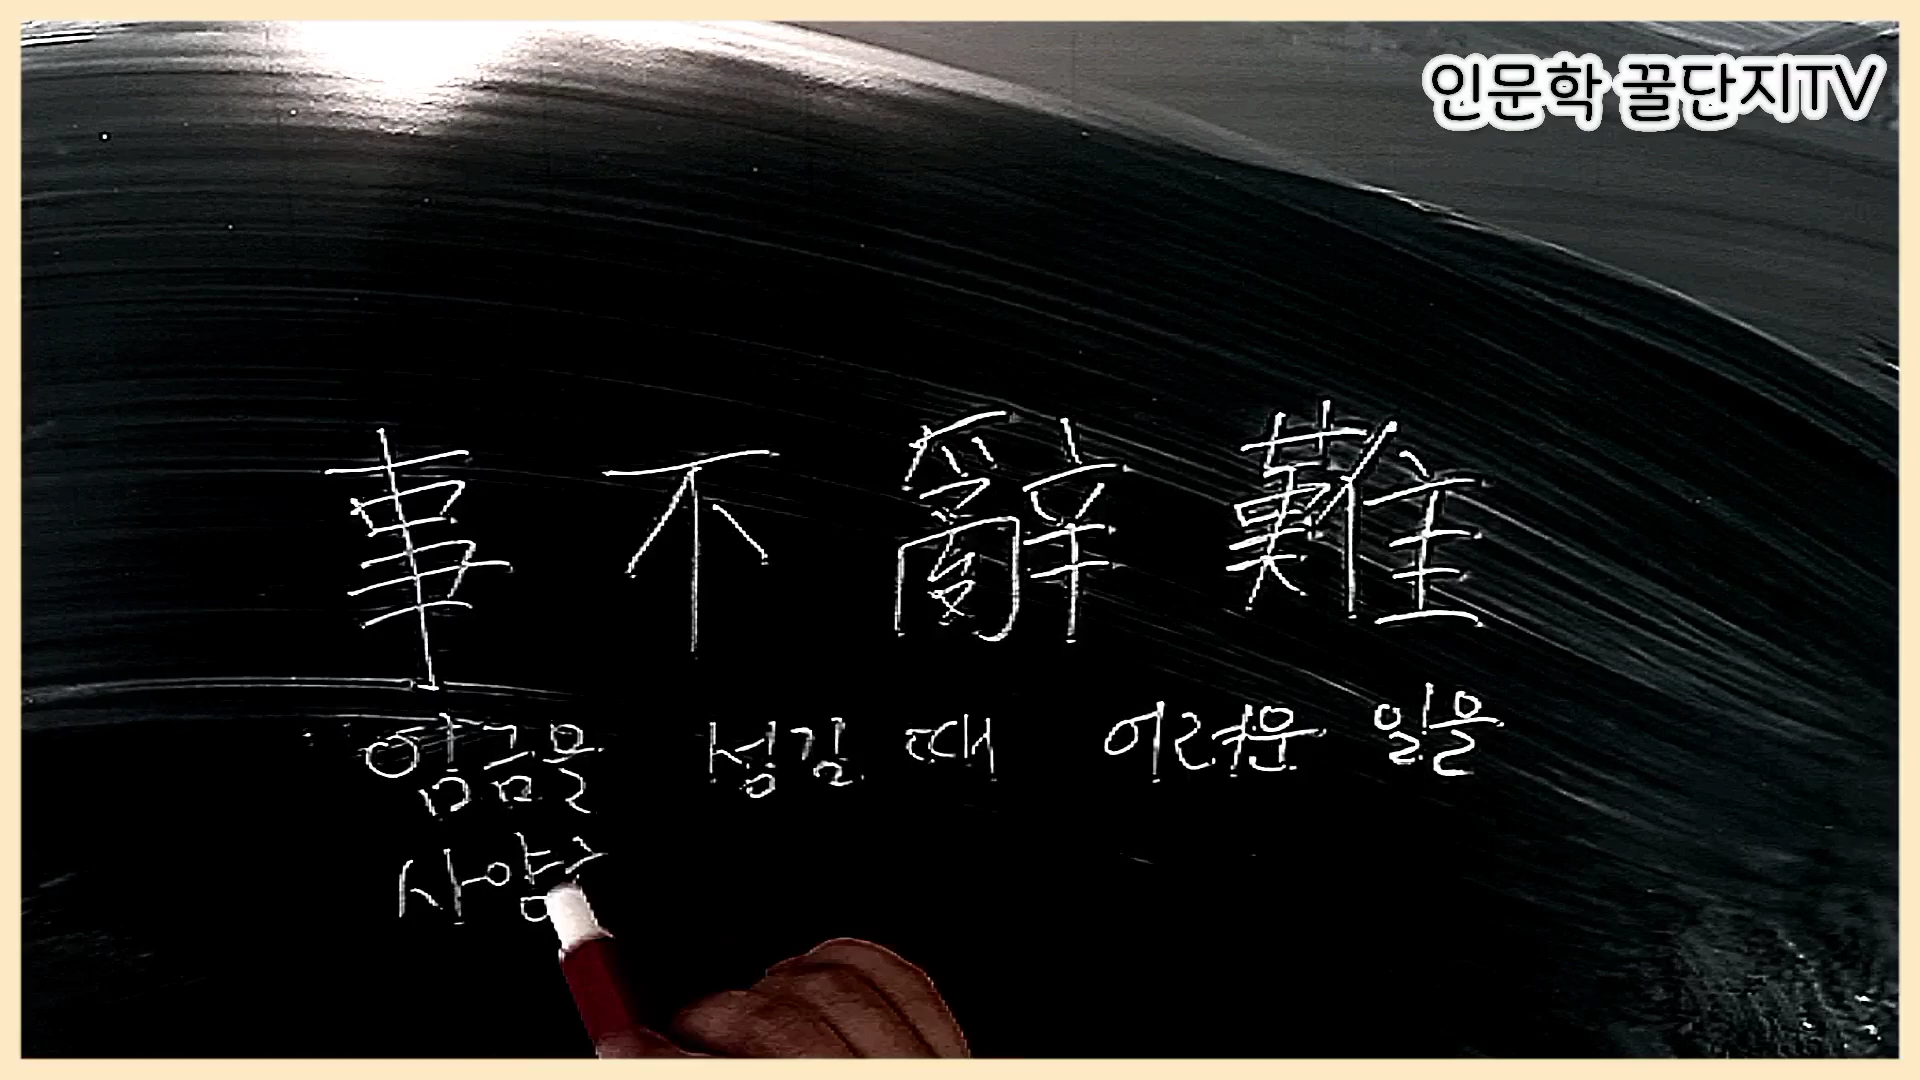 인문학 꿀단지TV
事不辭難
임금을 섬길 때 어려운 일을
사양